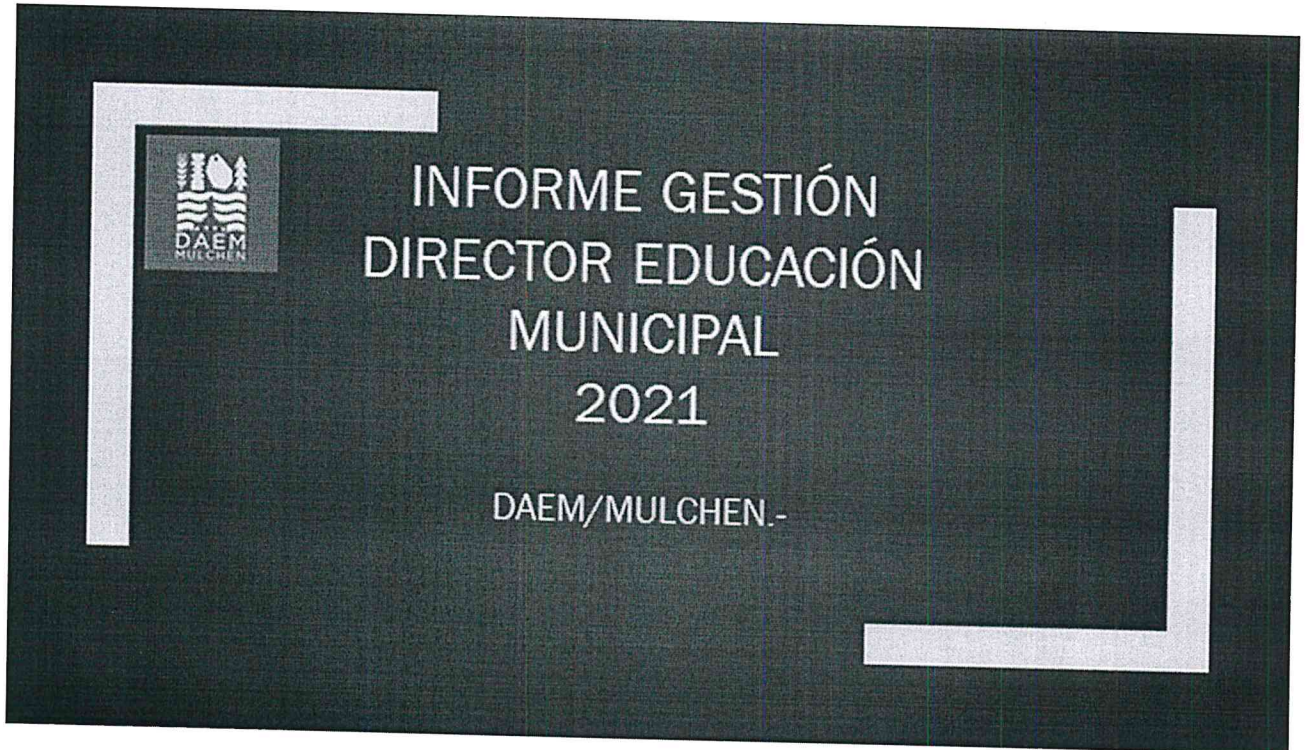 DAEM
MULCHEN
INFORME GESTIÓN
DIRECTOR EDUCACIÓN
MUNICIPAL
2021
DAEM/MULCHEN.-